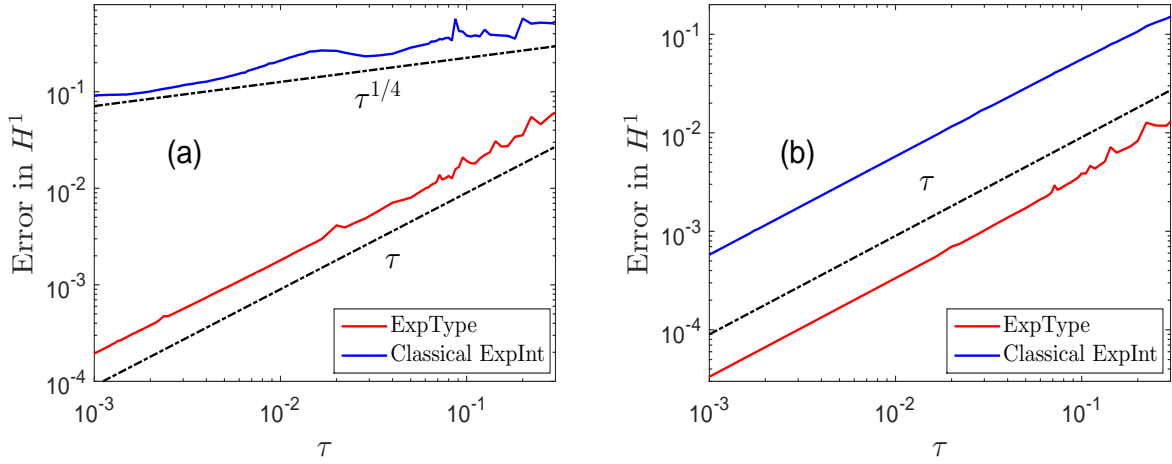 Error in H^1
10^-1
10^-2
10^-3
10^-4
(a)
τ^1/4
τ
ExpType
Classical ExpInt
10^-3
10^-2
10^-1
τ
Error in H^1
10^-1
10^-2
10^-3
10^-4
(b)
τ
ExpType
Classical ExpInt
10^-3
10^-2
10^-1
τ